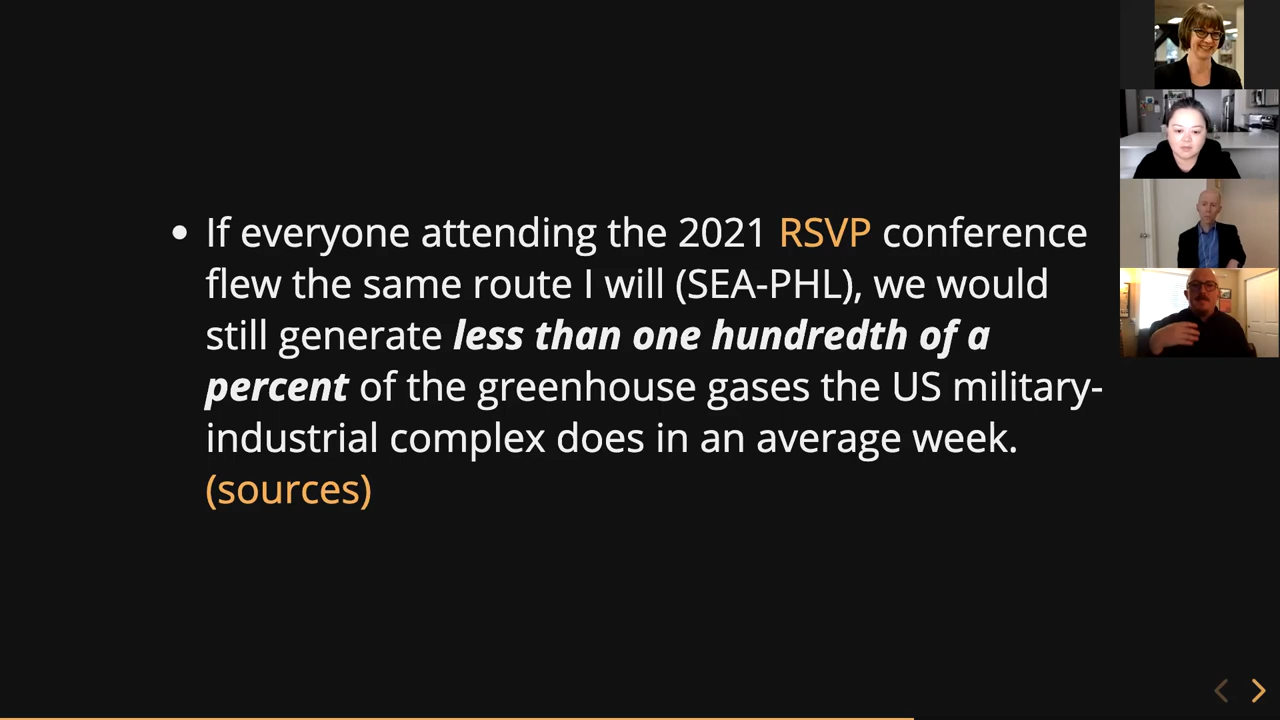 • If everyone attending the 2021 RSVP conference
flew the same route I will (SEA-PHL), we would
still generate less than one hundredth of a
percent of the greenhouse gases the US military-
industrial complex does in an average week.
(sources)